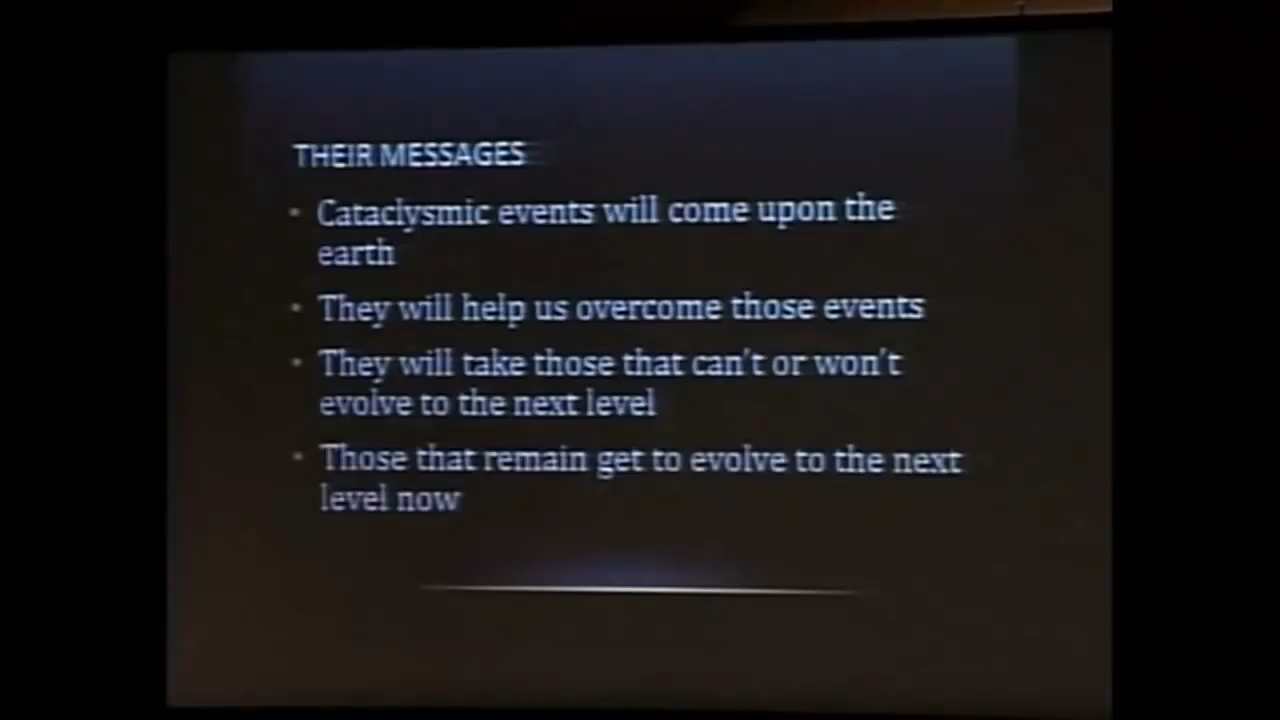 THEIR MESSAGES
• Cataclysmic events will come upon the
earth
• They will help us overcome those events
• They will take those that can't or won't
evolve to the next level
• Those that remain get to evolve to the next
level now